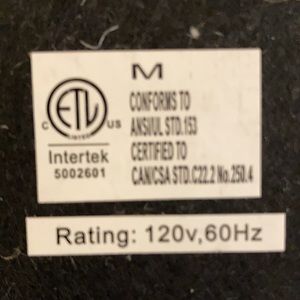 M
ETL
C US
LISTED
Intertek
5002601
CONFORMS TO
ANSI/UL STD.153
CERTIFIED TO
CAN/CSA STD.C22.2 No.250.4
Rating: 120v,60Hz